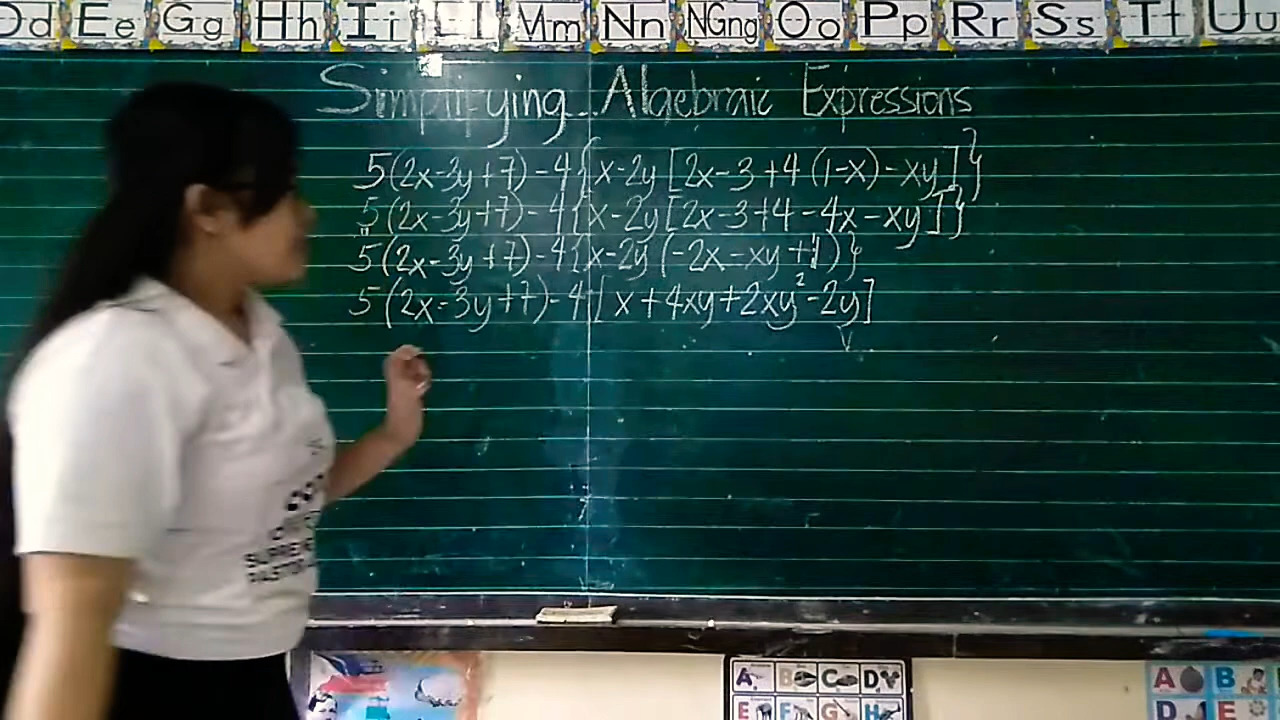 Dd Ee Gg Hh Ii Ll Mm Nn NGng Oo Pp Rr Ss Tt Uu
Simplifying Algebraic Expressions
5(2x-3y+7)-4{x-2y[2x-3+4(1-x)-xy]}
5(2x-3y+7)-4{x-2y[2x-3+4-4x-xy]}
5(2x-3y+7)-4{x-2y(-2x-xy+1)}
5(2x-3y+7)-4[x+4xy+2xy²-2y]
A B C D
E F G H
A B
D E